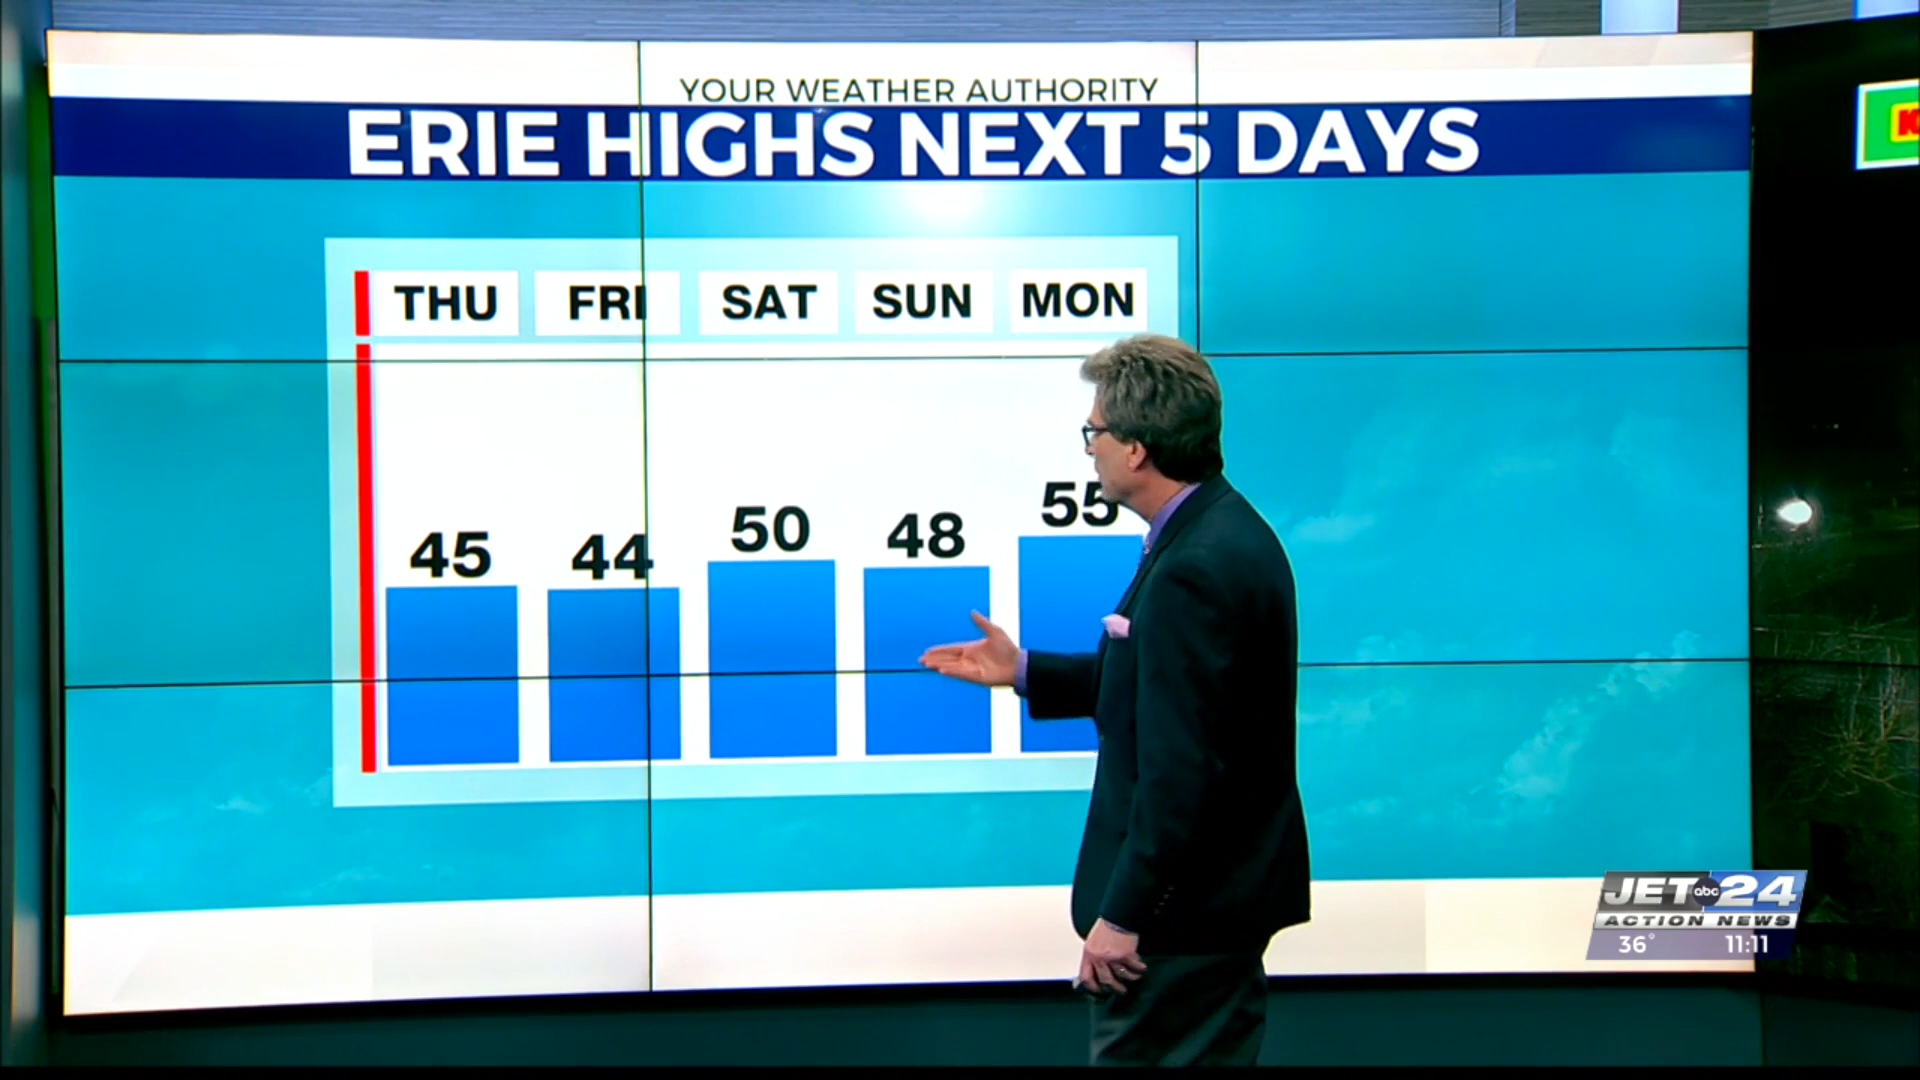 YOUR WEATHER AUTHORITY
ERIE HIGHS NEXT 5 DAYS
THU FRI SAT SUN MON
45 44 50 48 55
JET abc 24
ACTION NEWS
36° 11:11